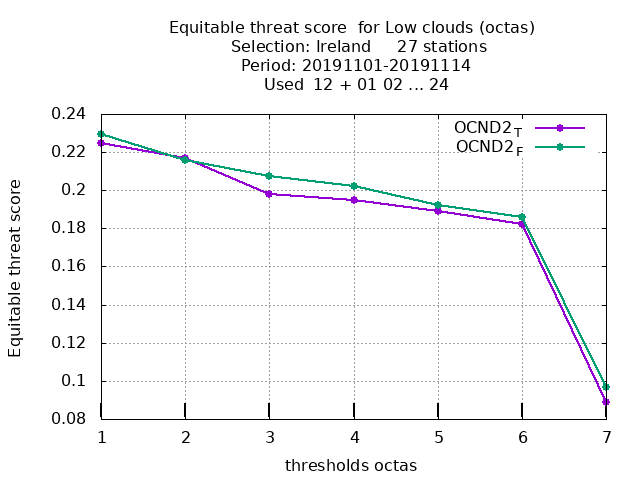 Equitable threat score for Low clouds (octas)
Selection: Ireland 27 stations
Period: 20191101-20191114
Used 12 + 01 02 ... 24
OCND2_T
OCND2_F
Equitable threat score
0.24
0.22
0.2
0.18
0.16
0.14
0.12
0.1
0.08
1 2 3 4 5 6 7
thresholds octas